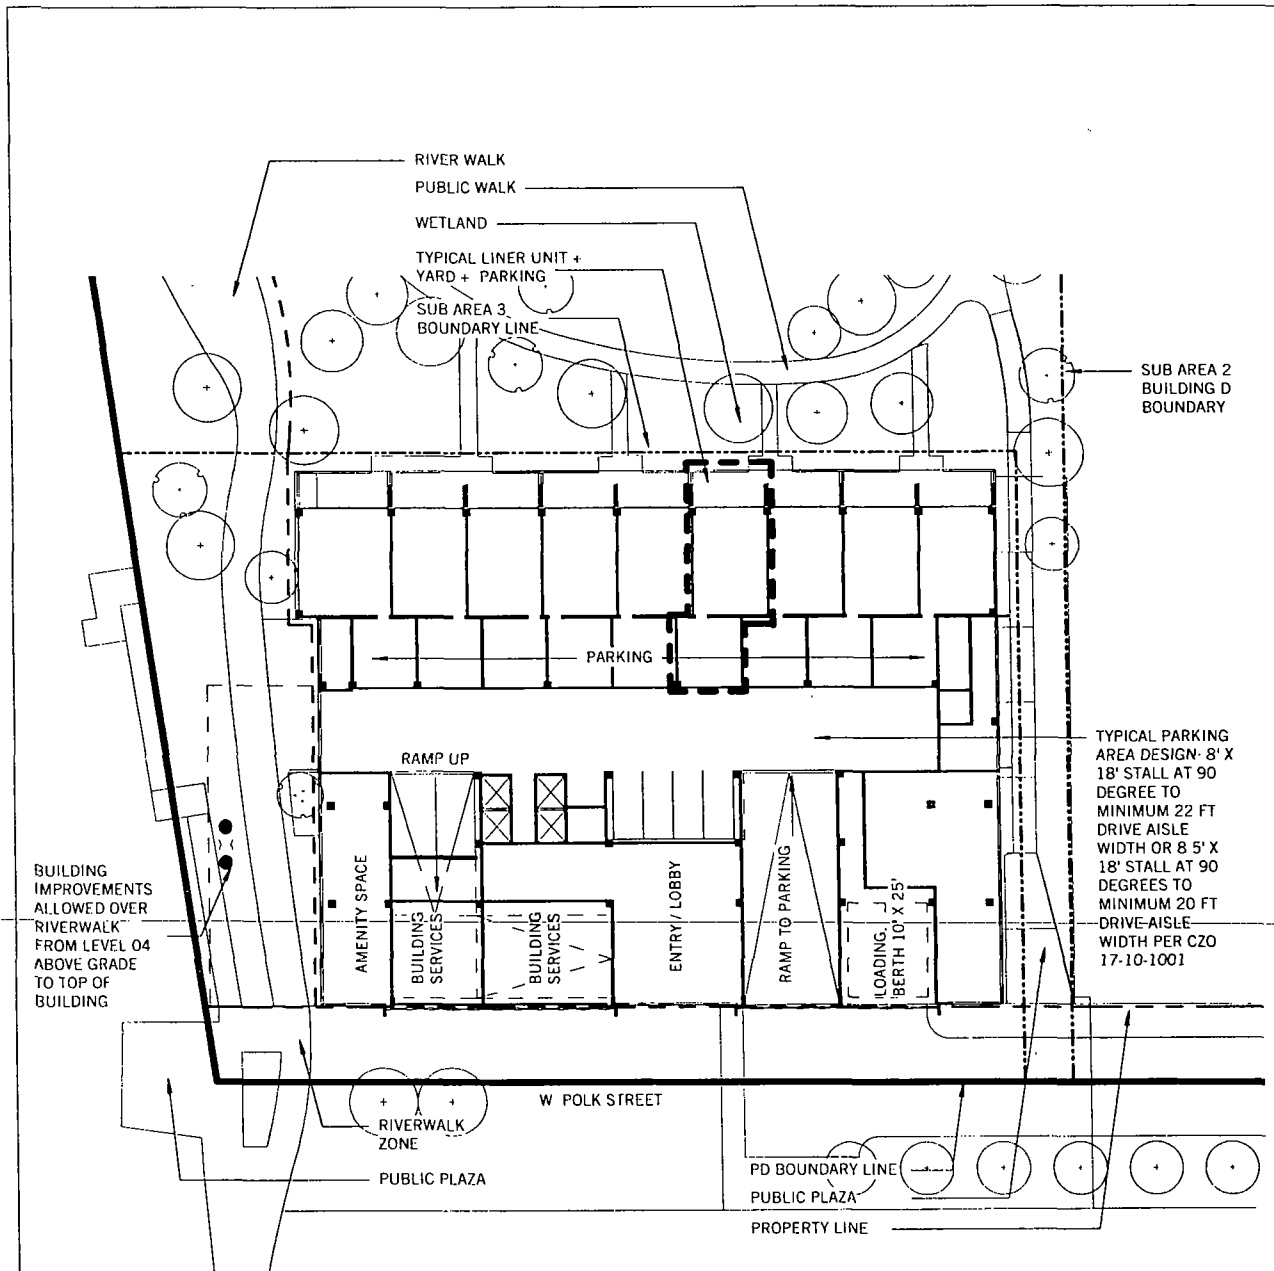 RIVER WALK
PUBLIC WALK
WETLAND
TYPICAL LINER UNIT +
YARD + PARKING
SUB AREA 3
BOUNDARY LINE
SUB AREA 2
BUILDING D
BOUNDARY
PARKING
RAMP UP
TYPICAL PARKING
AREA DESIGN- 8' X
18' STALL AT 90
DEGREE TO
MINIMUM 22 FT
DRIVE AISLE
WIDTH OR 8 5' X
18' STALL AT 90
DEGREES TO
MINIMUM 20 FT
DRIVE AISLE
WIDTH PER CZO
17-10-1001
BUILDING
IMPROVEMENTS
ALLOWED OVER
RIVERWALK
FROM LEVEL 04
ABOVE GRADE
TO TOP OF
BUILDING
AMENITY SPACE
BUILDING
SERVICES
BUILDING
SERVICES
ENTRY / LOBBY
RAMP TO PARKING
LOADING,
BERTH 10' X 25'
W POLK STREET
RIVERWALK
ZONE
PUBLIC PLAZA
PD BOUNDARY LINE
PUBLIC PLAZA
PROPERTY LINE